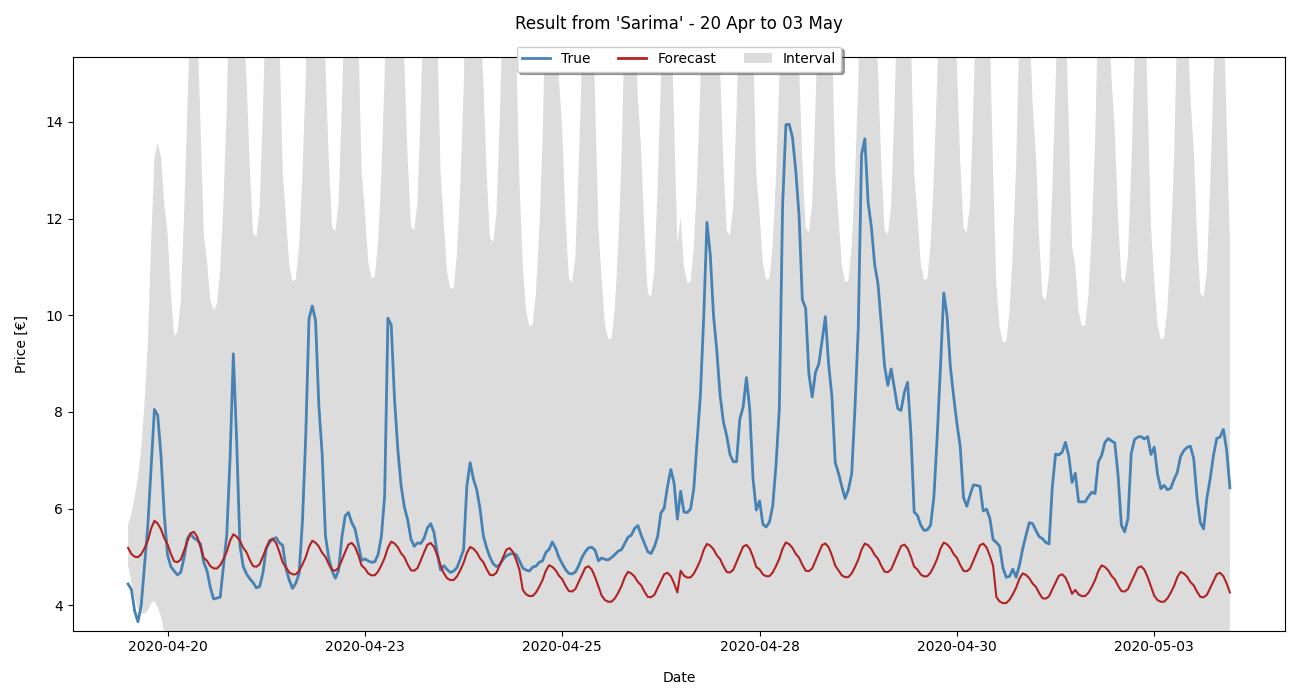 Result from 'Sarima' - 20 Apr to 03 May
True Forecast Interval
14
12
10
8
6
4
Price [€]
2020-04-20 2020-04-23 2020-04-25 2020-04-28 2020-04-30 2020-05-03
Date